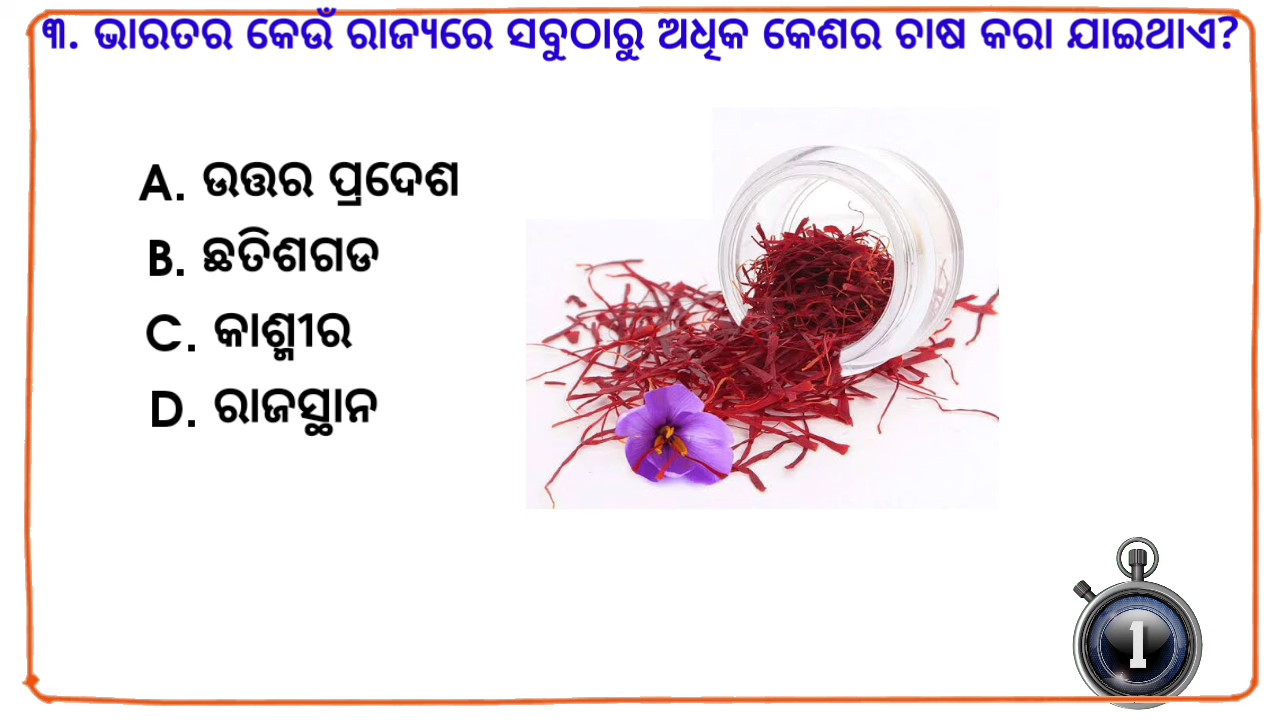 ୩. ଭାରତର କେଉଁ ରାଜ୍ୟରେ ସବୁଠାରୁ ଅଧିକ କେଶର ଚାଷ କରା ଯାଇଥାଏ?
A. ଉତ୍ତର ପ୍ରଦେଶ
B. ଛତିଶଗଡ
C. କାଶ୍ମୀର
D. ରାଜସ୍ଥାନ
1